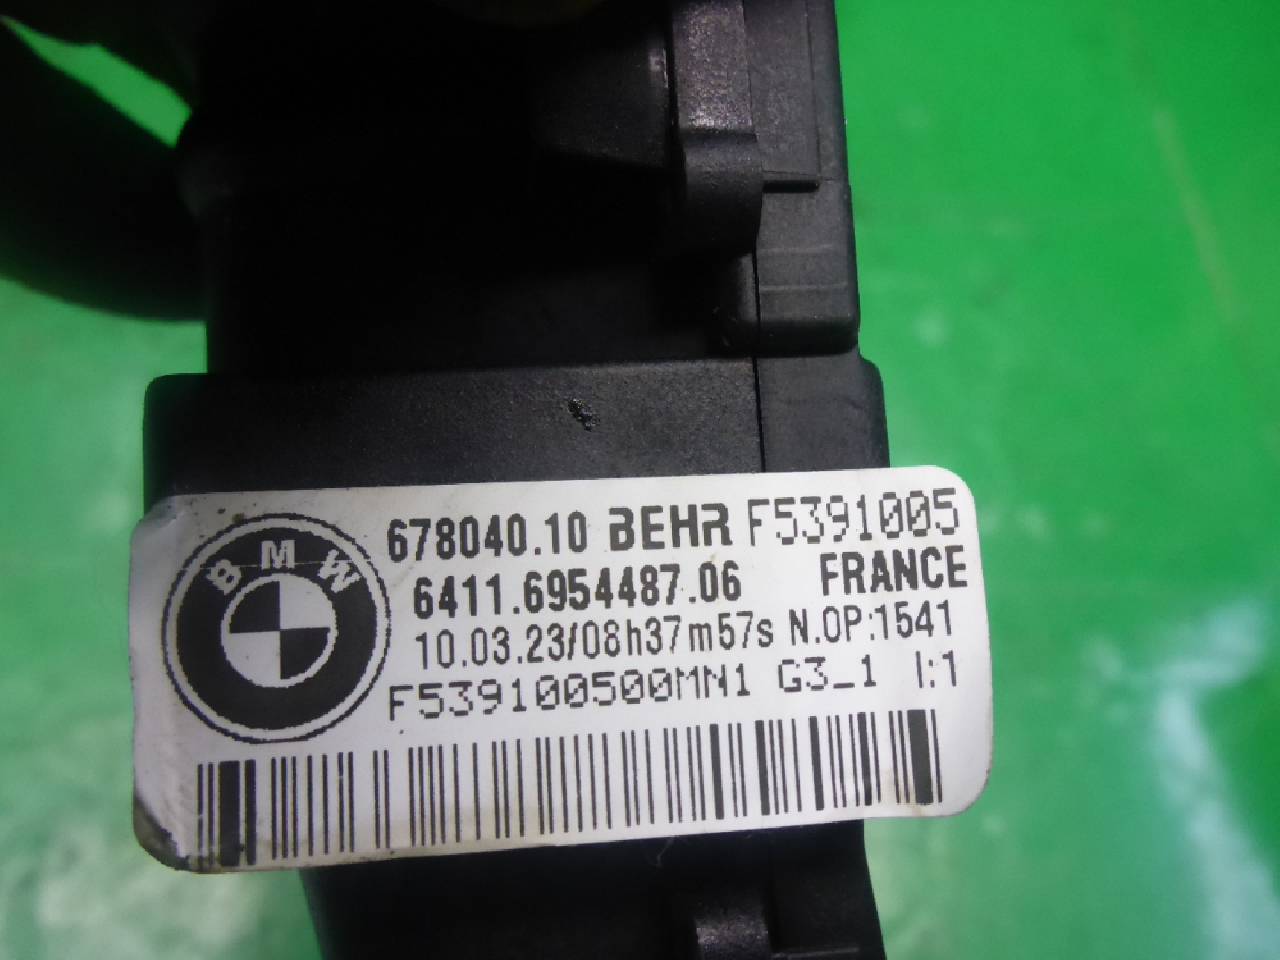 BMW
678040.10 BEHR F5391005
6411.6954487.06 FRANCE
10.03.23/08h37m57s N.OP:1541
F539100500MN1 G3_1 I:1